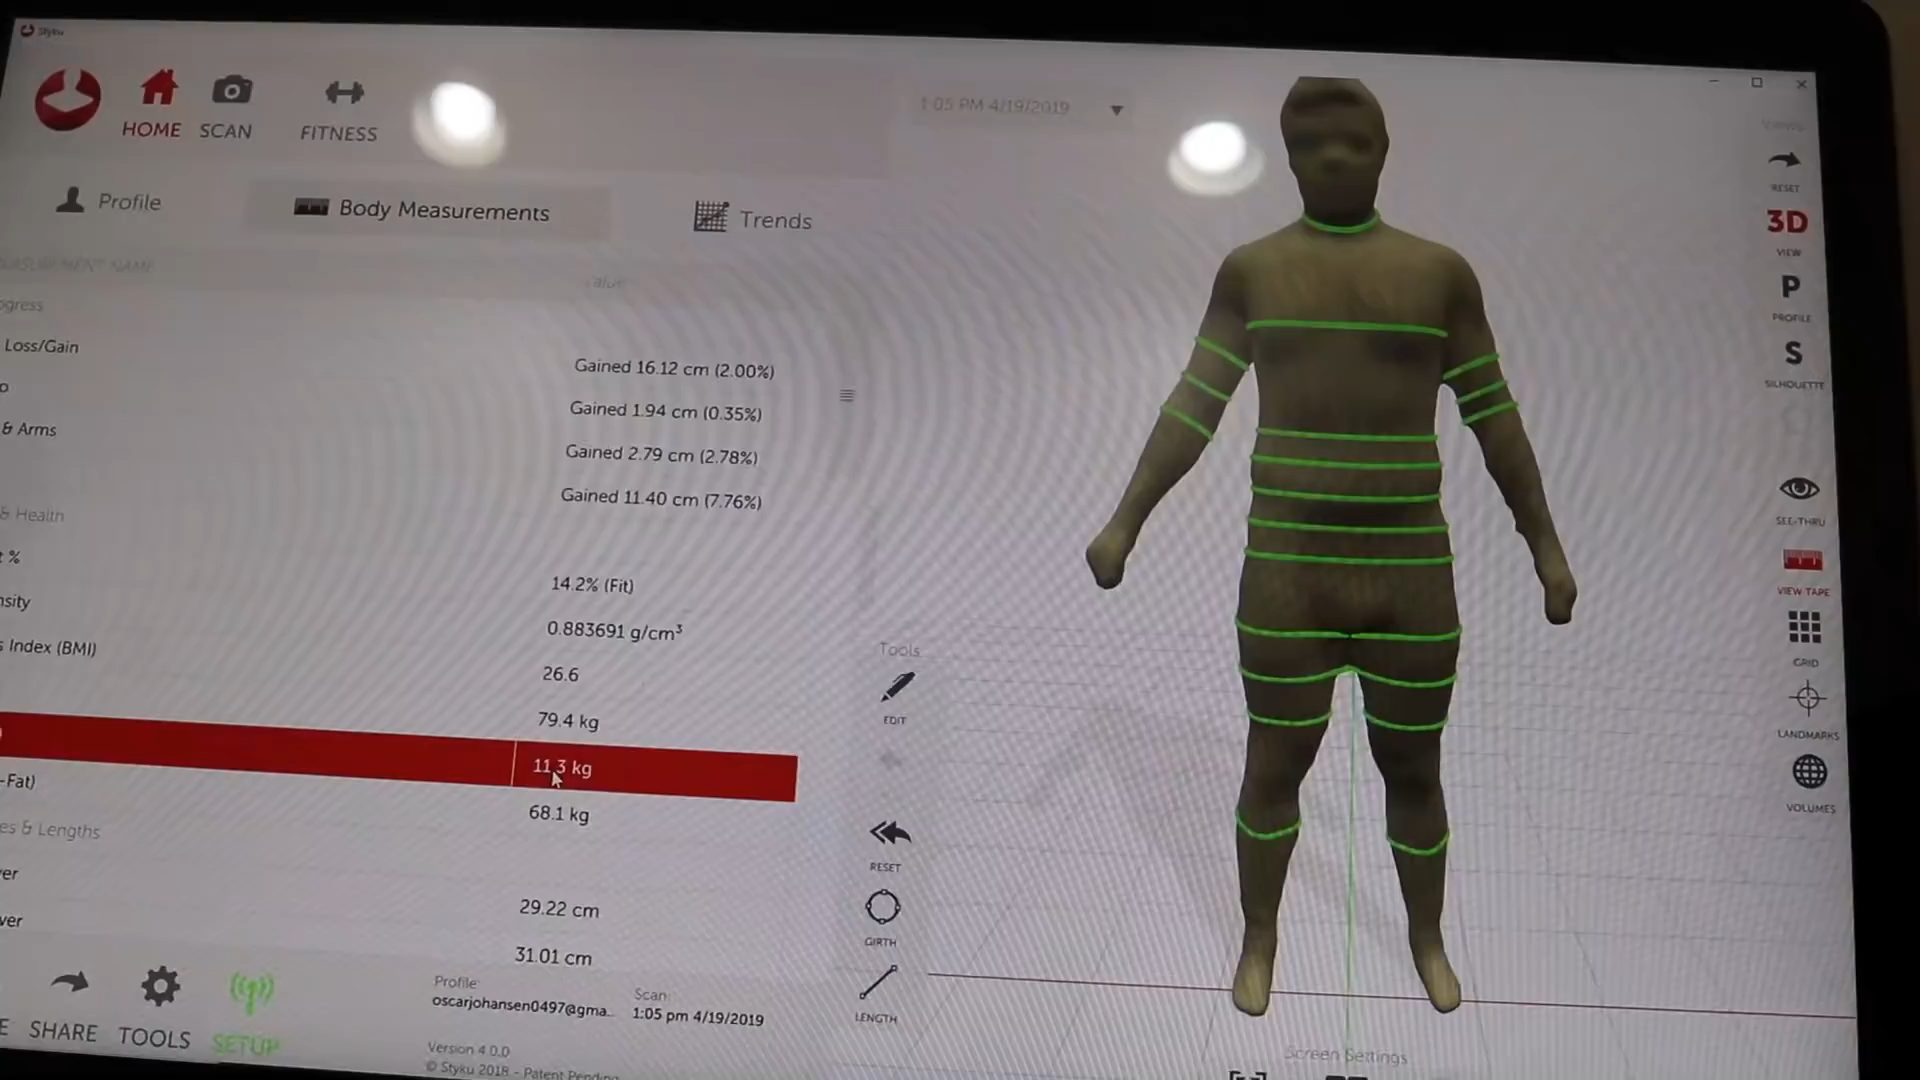 Styku
HOME SCAN FITNESS
1:05 PM 4/19/2019
Views
RESET
Profile Body Measurements Trends
3D
VIEW
MEASUREMENT NAME
P
PROFILE
Loss/Gain
Gained 16.12 cm (2.00%)
S
SILHOUETTE
Gained 1.94 cm (0.35%)
& Arms
Gained 2.79 cm (2.78%)
Gained 11.40 cm (7.76%)
& Health
SEE-THRU
%
14.2% (Fit)
VIEW TAPE
0.883691 g/cm³
Index (BMI)
26.6
Tools
GRID
79.4 kg
EDIT
LANDMARKS
11.3 kg
-Fat)
68.1 kg
VOLUMES
& Lengths
RESET
29.22 cm
GIRTH
31.01 cm
LENGTH
SHARE TOOLS SETUP
Profile:
oscarjohansen0497@gma...
Scan:
1:05 pm 4/19/2019
Version 4.0.0
© Styku 2018 - Patent Pending
Screen Settings